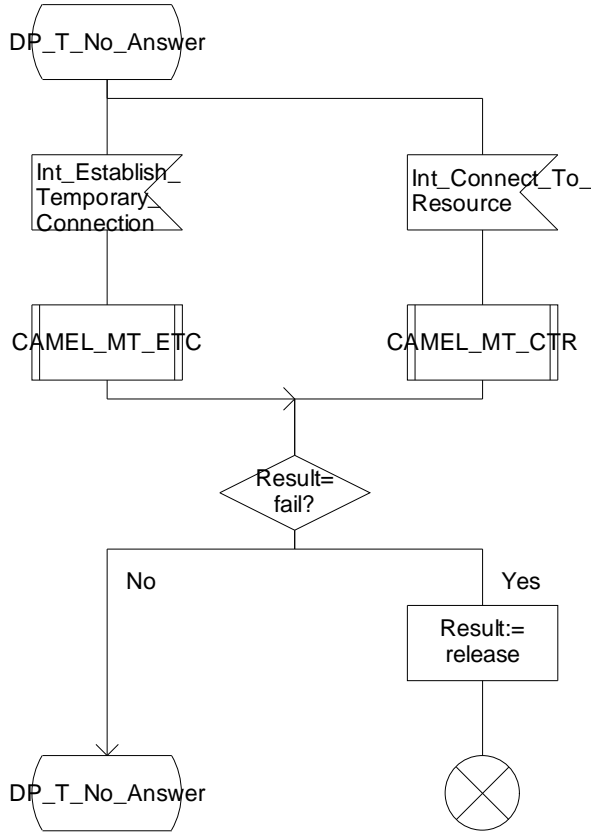 DP_T_No_Answer
Int_Establish_
Temporary_
Connection
Int_Connect_To_
Resource
CAMEL_MT_ETC
CAMEL_MT_CTR
Result=
fail?
No
Yes
Result:=
release
DP_T_No_Answer